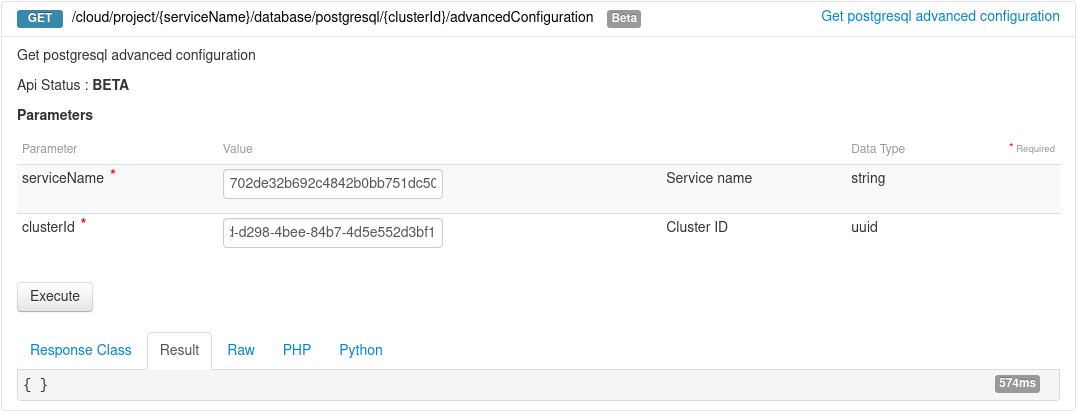 GET /cloud/project/{serviceName}/database/postgresql/{clusterId}/advancedConfiguration Beta Get postgresql advanced configuration
Get postgresql advanced configuration
Api Status : BETA
Parameters
Parameter Value Data Type * Required
serviceName * 702de32b692c4842b0bb751dc50 Service name string
clusterId * d-d298-4bee-84b7-4d5e552d3bf1 Cluster ID uuid
Execute
Response Class Result Raw PHP Python
{ } 574ms